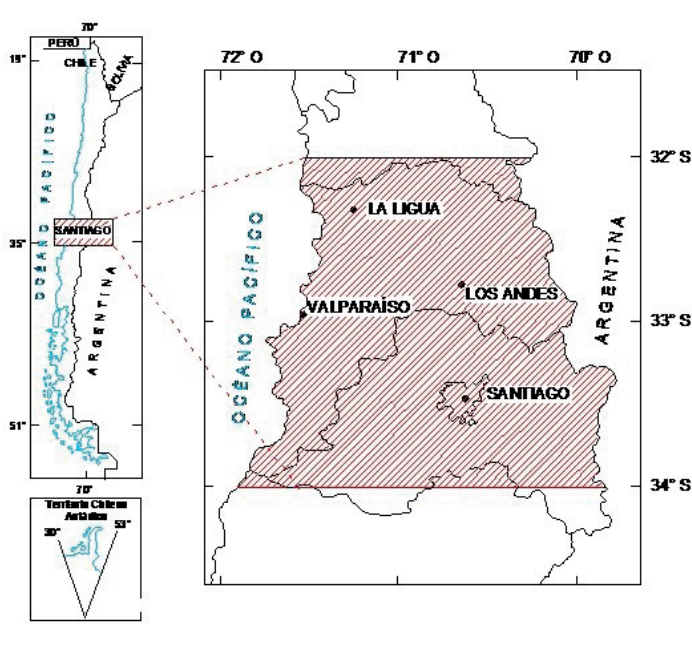 70°
PERÚ
19°
CHILE
BOLIVIA
OCÉANO PACÍFICO
SANTIAGO
35°
ARGENTINA
51°
70°
Territorio Chileno
Antártico
90°
53°
72° O
71° O
70° O
32° S
LA LIGUA
OCÉANO PACÍFICO
ARGENTINA
LOS ANDES
VALPARAÍSO
33° S
SANTIAGO
34° S